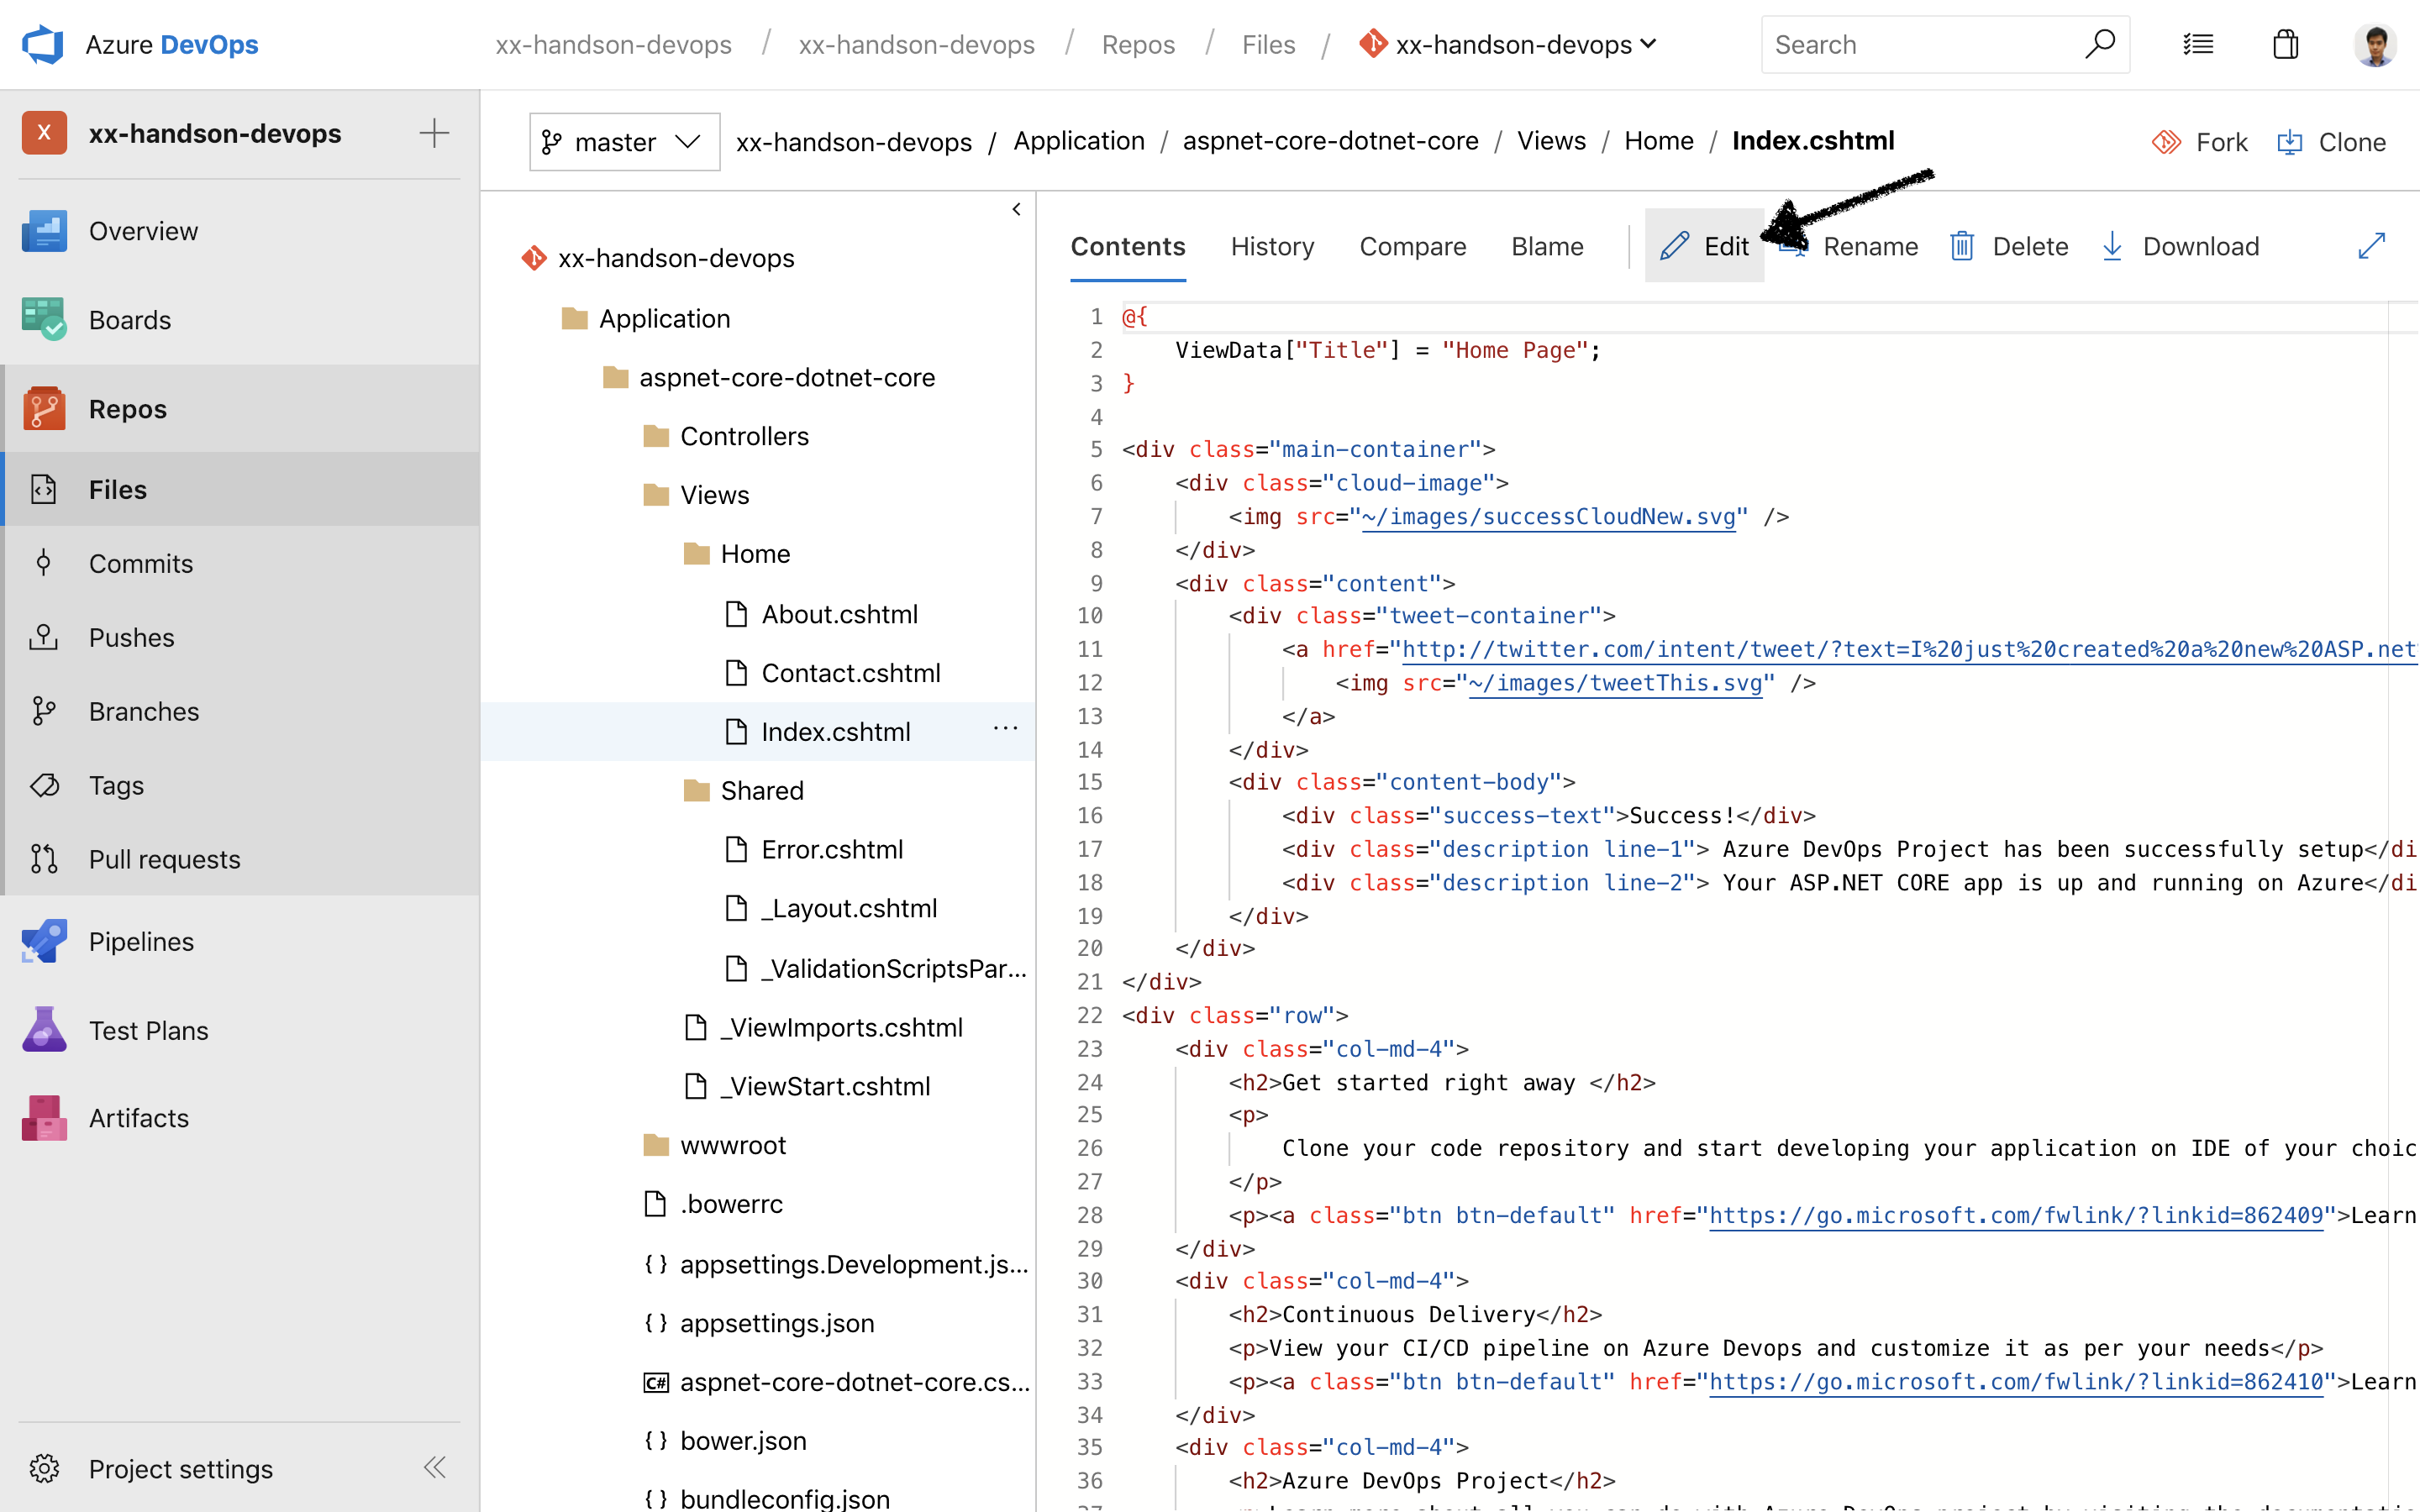 Azure DevOps
xx-handson-devops / xx-handson-devops / Repos / Files / xx-handson-devops
Search
X xx-handson-devops
Overview
Boards
Repos
Files
Commits
Pushes
Branches
Tags
Pull requests
Pipelines
Test Plans
Artifacts
Project settings
master
xx-handson-devops / Application / aspnet-core-dotnet-core / Views / Home / Index.cshtml
Fork
Clone
xx-handson-devops
Application
aspnet-core-dotnet-core
Controllers
Views
Home
About.cshtml
Contact.cshtml
Index.cshtml ...
Shared
Error.cshtml
_Layout.cshtml
_ValidationScriptsPar...
_ViewImports.cshtml
_ViewStart.cshtml
wwwroot
.bowerrc
{ } appsettings.Development.js...
{ } appsettings.json
C# aspnet-core-dotnet-core.cs...
{ } bower.json
{ } bundleconfig.json
Contents History Compare Blame Edit Rename Delete Download
1 @{
2 ViewData["Title"] = "Home Page";
3 }
4
5 <div class="main-container">
6 <div class="cloud-image">
7 <img src="~/images/successCloudNew.svg" />
8 </div>
9 <div class="content">
10 <div class="tweet-container">
11 <a href="http://twitter.com/intent/tweet/?text=I%20just%20created%20a%20new%20ASP.net
12 <img src="~/images/tweetThis.svg" />
13 </a>
14 </div>
15 <div class="content-body">
16 <div class="success-text">Success!</div>
17 <div class="description line-1"> Azure DevOps Project has been successfully setup</di
18 <div class="description line-2"> Your ASP.NET CORE app is up and running on Azure</di
19 </div>
20 </div>
21 </div>
22 <div class="row">
23 <div class="col-md-4">
24 <h2>Get started right away </h2>
25 <p>
26 Clone your code repository and start developing your application on IDE of your choic
27 </p>
28 <p><a class="btn btn-default" href="https://go.microsoft.com/fwlink/?linkid=862409">Learn
29 </div>
30 <div class="col-md-4">
31 <h2>Continuous Delivery</h2>
32 <p>View your CI/CD pipeline on Azure Devops and customize it as per your needs</p>
33 <p><a class="btn btn-default" href="https://go.microsoft.com/fwlink/?linkid=862410">Learn
34 </div>
35 <div class="col-md-4">
36 <h2>Azure DevOps Project</h2>